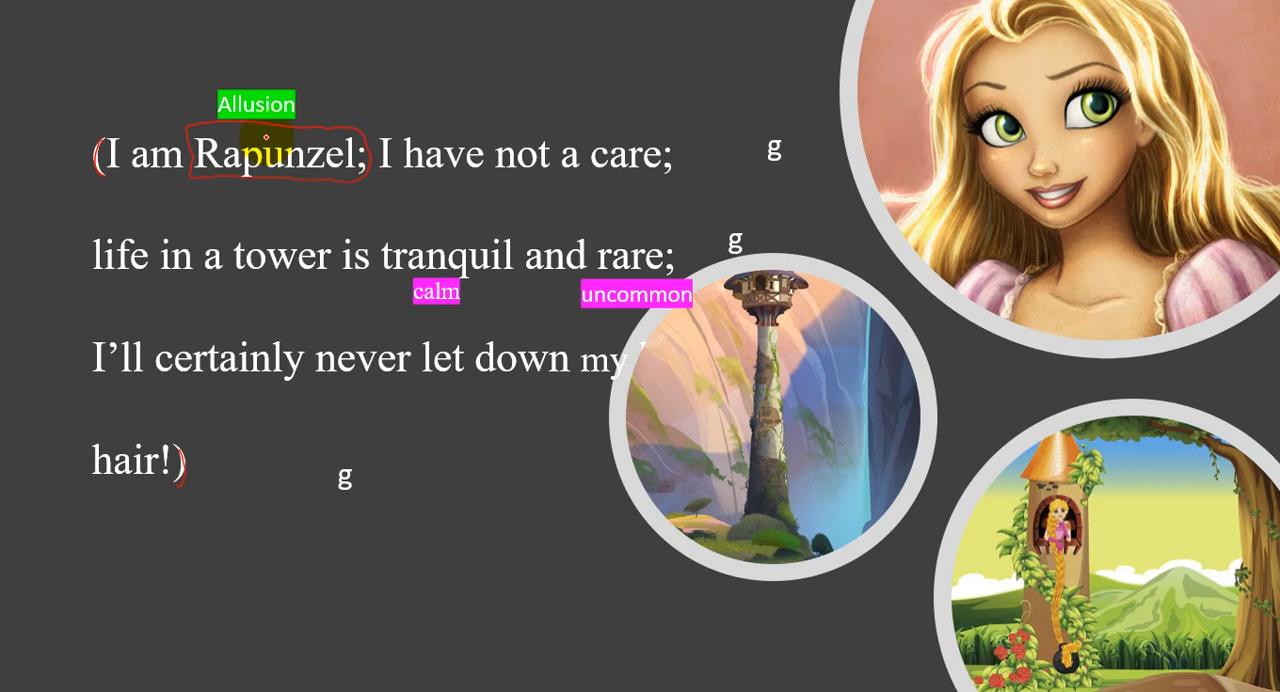 Allusion
(I am Rapunzel; I have not a care; g
life in a tower is tranquil and rare; g
calm uncommon
I'll certainly never let down my
hair!) g